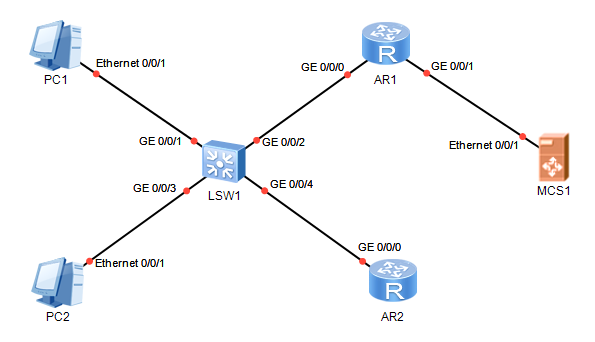 Ethernet 0/0/1
PC1
GE 0/0/0
AR1
GE 0/0/1
R
GE 0/0/1
GE 0/0/2
Ethernet 0/0/1
GE 0/0/3
LSW1
GE 0/0/4
MCS1
Ethernet 0/0/1
PC2
GE 0/0/0
R
AR2